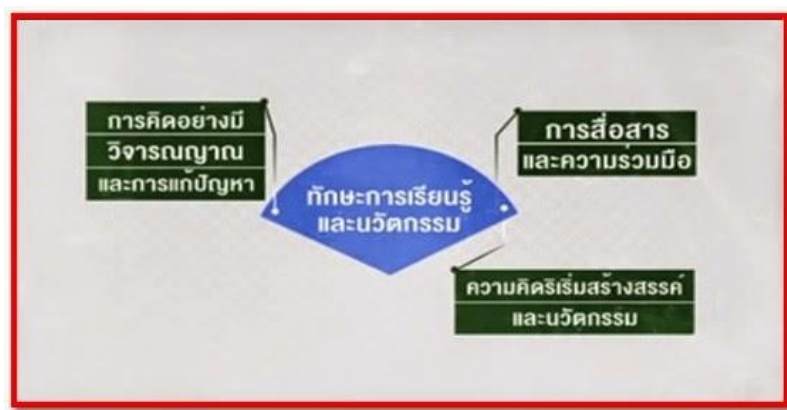 การคิดอย่างมี
วิจารณญาณ
และการแก้ปัญหา
การสื่อสาร
และความร่วมมือ
ทักษะการเรียนรู้
และนวัตกรรม
ความคิดริเริ่มสร้างสรรค์
และนวัตกรรม